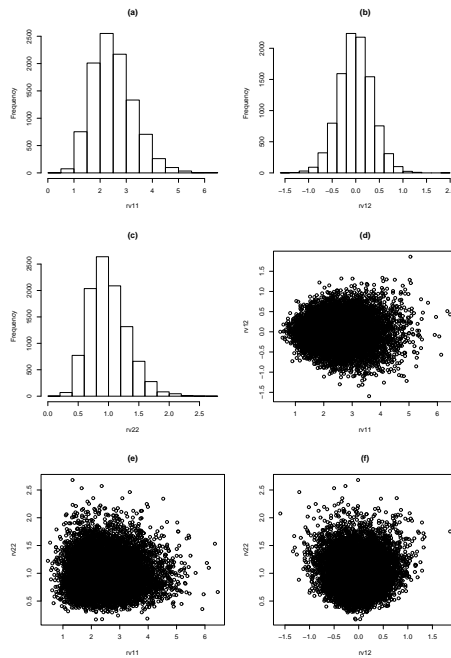 (a)
Frequency
0 500 1000 1500 2000 2500
0 1 2 3 4 5 6
rv11
(b)
Frequency
0 500 1000 1500 2000
−1.5 −1.0 −0.5 0.0 0.5 1.0 1.5 2.0
rv12
(c)
Frequency
0 500 1000 1500 2000 2500
0.0 0.5 1.0 1.5 2.0 2.5
rv22
(d)
rv12
−1.5 −1.0 −0.5 0.0 0.5 1.0 1.5
1 2 3 4 5 6
rv11
(e)
rv22
0.5 1.0 1.5 2.0 2.5
1 2 3 4 5 6
rv11
(f)
rv22
0.5 1.0 1.5 2.0 2.5
−1.5 −1.0 −0.5 0.0 0.5 1.0 1.5
rv12